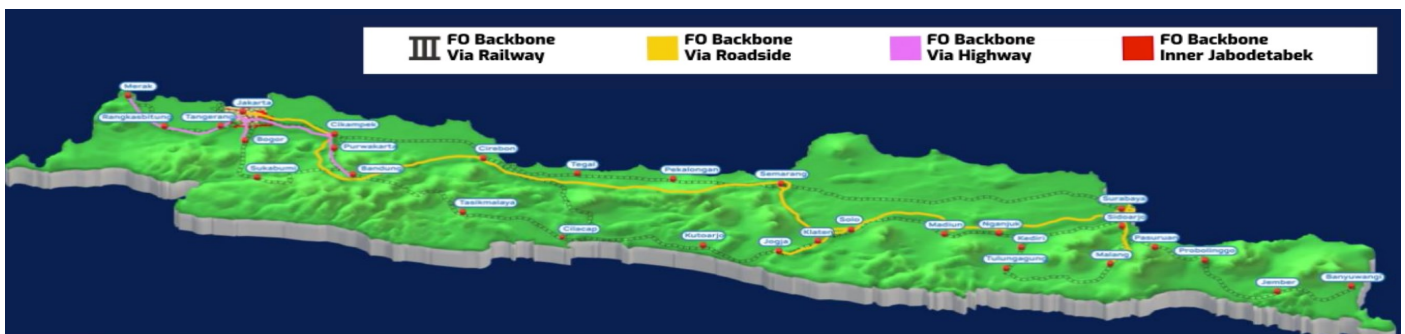 FO Backbone
Via Railway
FO Backbone
Via Roadside
FO Backbone
Via Highway
FO Backbone
Inner Jabodetabek
Merak
Jakarta
Rangkasbitung
Tangerang
Cikampek
Bogor
Purwakarta
Cirebon
Sukabumi
Bandung
Tegal
Pekalongan
Semarang
Tasikmalaya
Surabaya
Cilacap
Kutoarjo
Jogja
Klaten
Solo
Madiun
Nganjuk
Sidoarjo
Kediri
Pasuruan
Tulungagung
Malang
Probolinggo
Jember
Banyuwangi